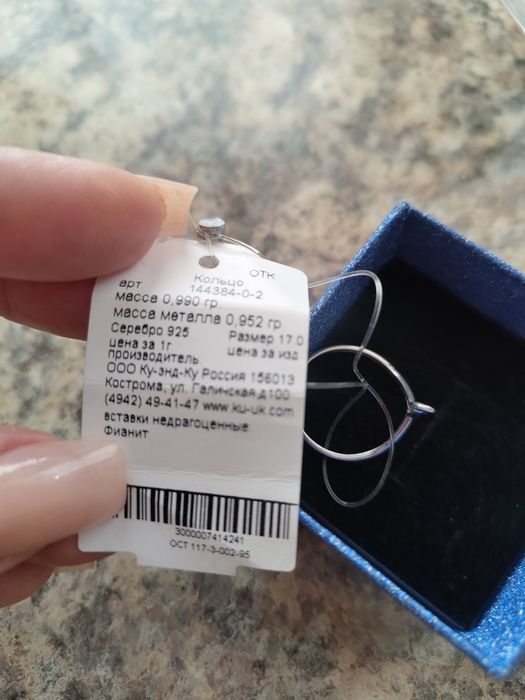 Кольцо ОТК
арт 144384-0-2
масса 0,990 гр.
масса металла 0,952 гр
Серебро 925 Размер 17.0
цена за 1г цена за изд
производитель
ООО Ку-энд-Ку Россия 156013
Кострома, ул. Галичская д100
(4942) 49-41-47 www.ku-uk.com
вставки недрагоценные
Фианит
3000007414241
ОСТ 117-3-002-95